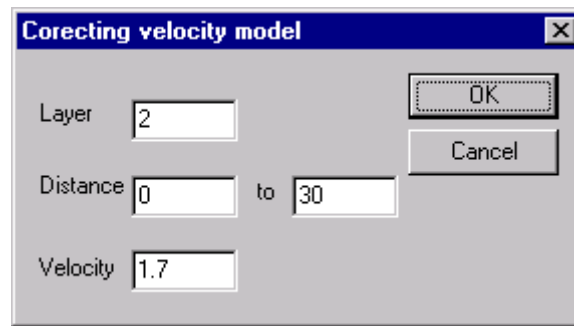 Corecting velocity model
OK
Layer 2
Cancel
Distance 0 to 30
Velocity 1.7